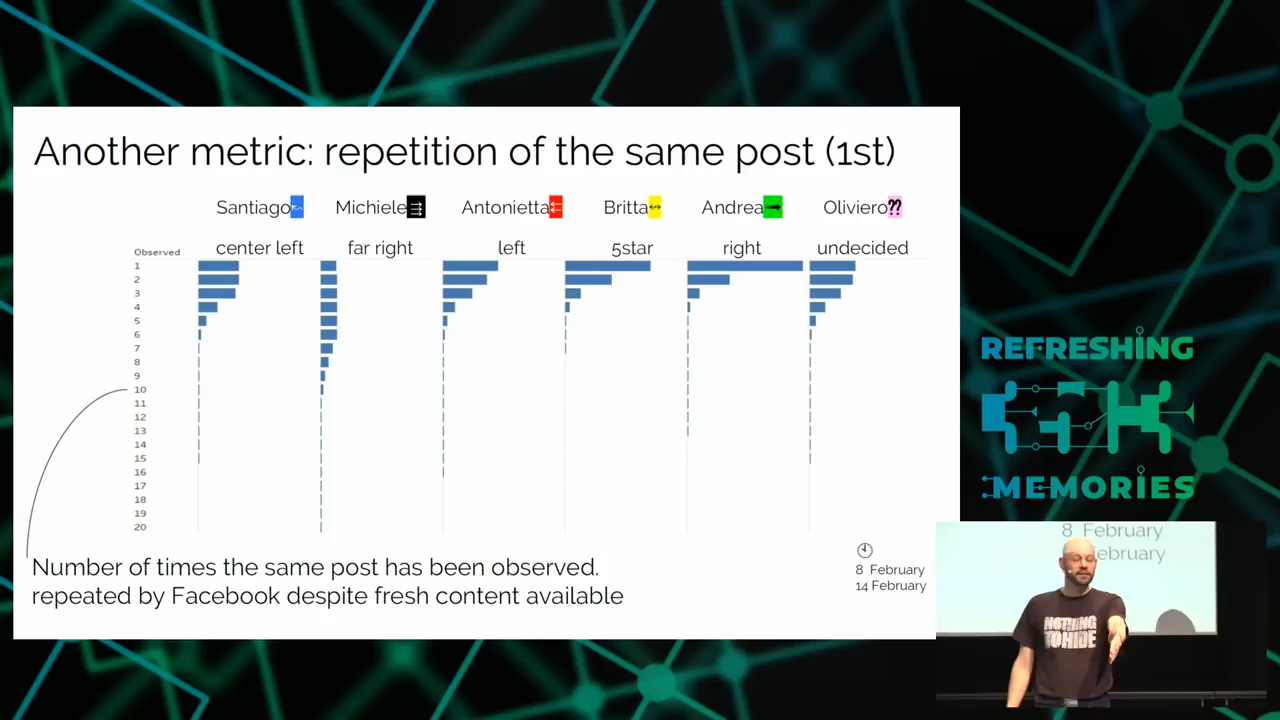 Another metric: repetition of the same post (1st)
Santiago Michiele Antonietta Britta Andrea Oliviero??
center left far right left 5star right undecided
Observed
1
2
3
4
5
6
7
8
9
10
11
12
13
14
15
16
17
18
19
20
Number of times the same post has been observed.
repeated by Facebook despite fresh content available
8 February
14 February
REFRESHING
MEMORIES
8 February
February
NOTHING
TO HIDE